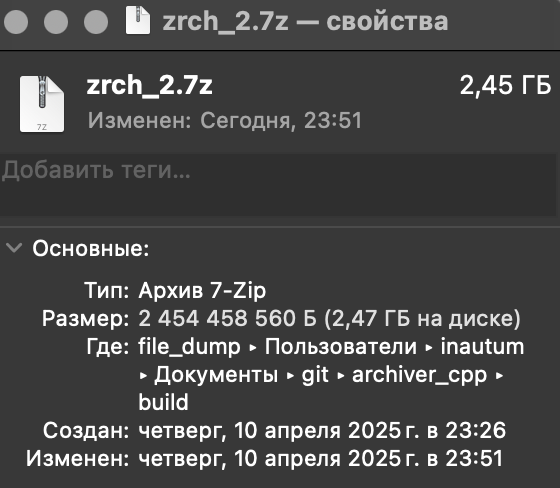 zrch_2.7z — свойства
zrch_2.7z 2,45 ГБ
Изменен: Сегодня, 23:51
7Z
Добавить теги...
Основные:
Тип: Архив 7-Zip
Размер: 2 454 458 560 Б (2,47 ГБ на диске)
Где: file_dump ▸ Пользователи ▸ inautum
▸ Документы ▸ git ▸ archiver_cpp ▸
build
Создан: четверг, 10 апреля 2025 г. в 23:26
Изменен: четверг, 10 апреля 2025 г. в 23:51